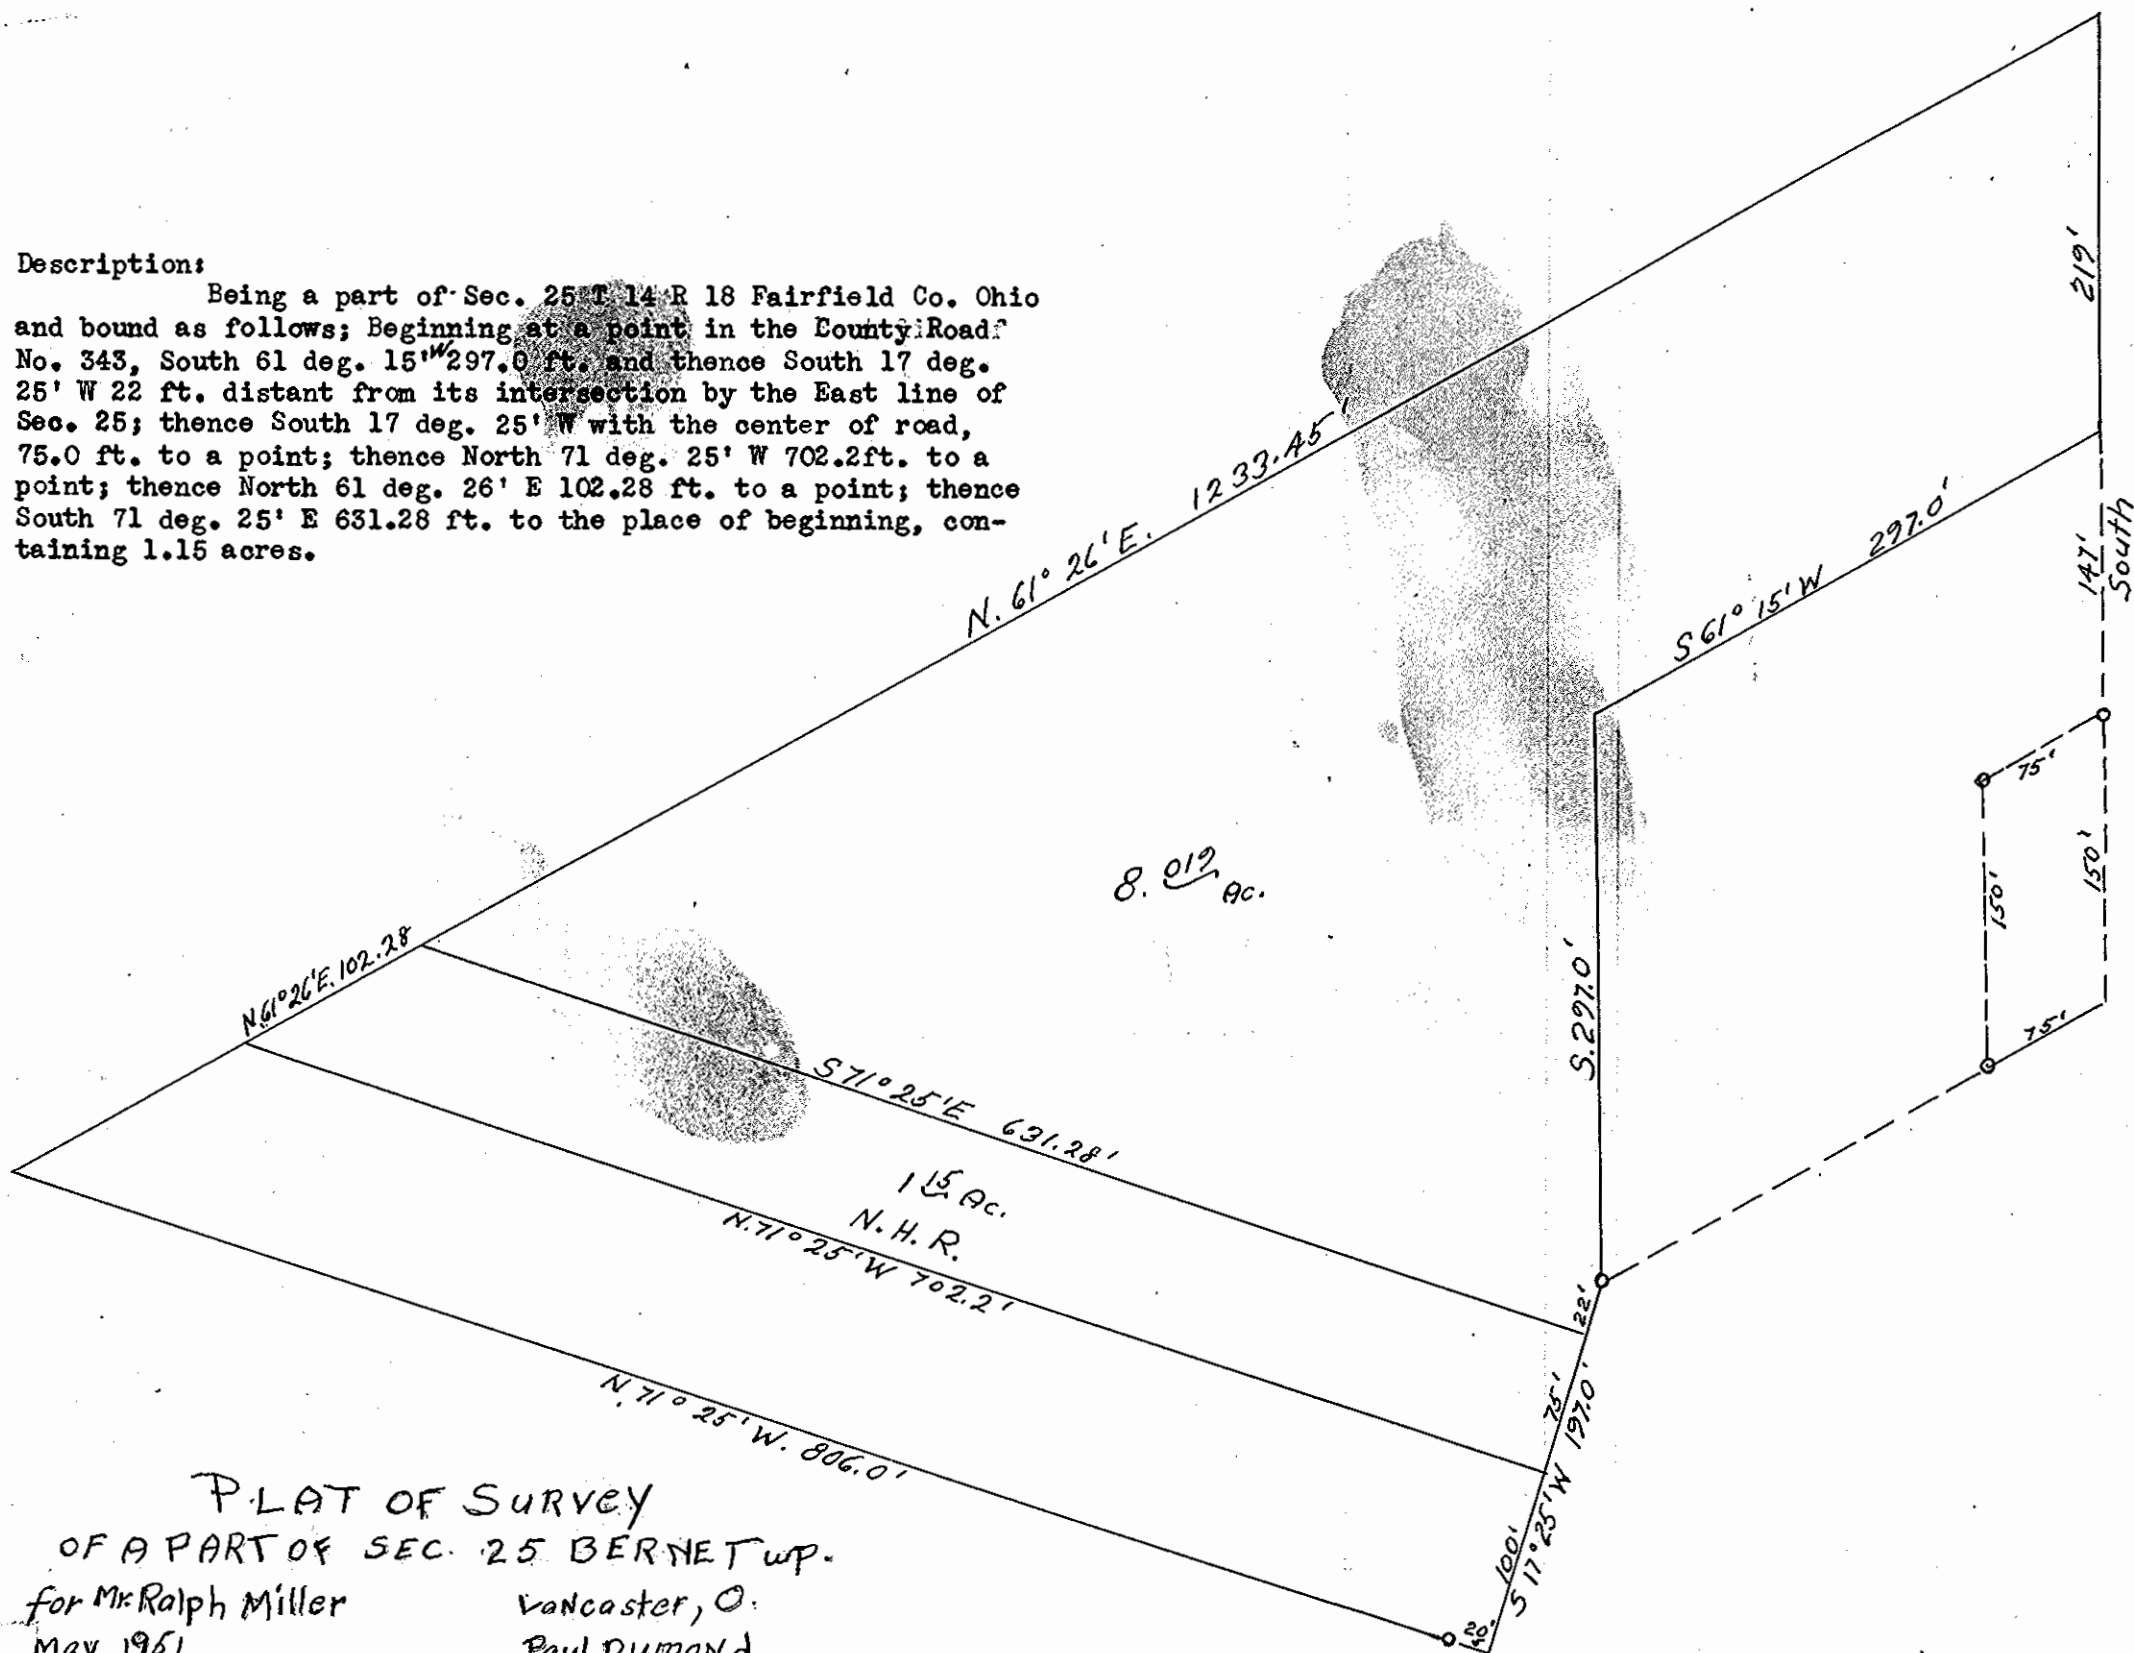 Description:
Being a part of Sec. 25 T 14 R 18 Fairfield Co. Ohio
and bound as follows; Beginning at a point in the County Road
No. 343, South 61 deg. 15' W 297.0 ft. and thence South 17 deg.
25' W 22 ft. distant from its intersection by the East line of
Sec. 25; thence South 17 deg. 25' W with the center of road,
75.0 ft. to a point; thence North 71 deg. 25' W 702.2ft. to a
point; thence North 61 deg. 26' E 102.28 ft. to a point; thence
South 71 deg. 25' E 631.28 ft. to the place of beginning, con-
taining 1.15 acres.
N. 61° 26' E. 1233.45'
219'
S 61° 15' W 297.0'
147'
South
75'
150'
150'
75'
8.019 Ac.
S. 297.0'
N. 61° 26' E. 102.28
S 71° 25' E 631.28'
1 15 Ac.
N. H. R.
N. 71° 25' W 702.2'
22'
75'
S 17° 25' W 197.0'
100'
N. 71° 25' W. 806.0'
20
PLAT OF SURVEY
OF A PART OF SEC. 25 BERNE TWP.
for Mr Ralph Miller
Lancaster, O.
May 1951
Paul Dumond